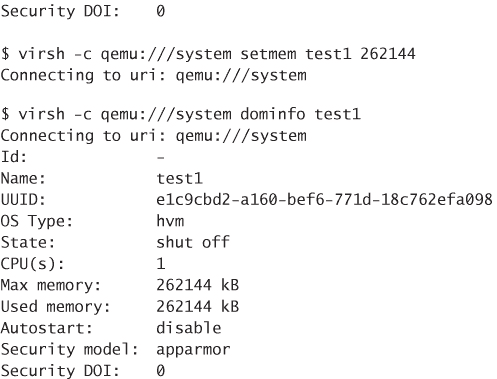 Security DOI:    0
$ virsh -c qemu:///system setmem test1 262144
Connecting to uri: qemu:///system
$ virsh -c qemu:///system dominfo test1
Connecting to uri: qemu:///system
Id:              -
Name:            test1
UUID:            e1c9cbd2-a160-bef6-771d-18c762efa098
OS Type:         hvm
State:           shut off
CPU(s):          1
Max memory:      262144 kB
Used memory:     262144 kB
Autostart:       disable
Security model:  apparmor
Security DOI:    0